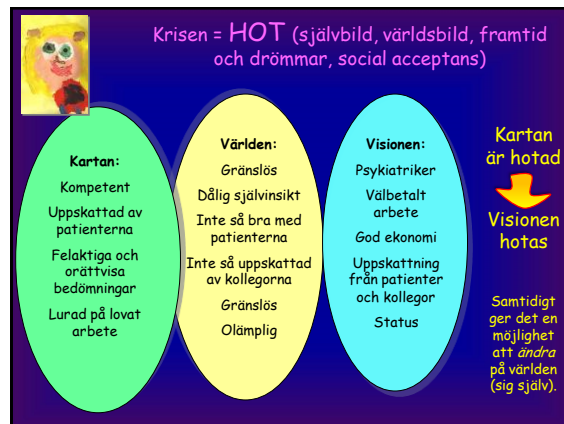 Krisen = HOT (självbild, världsbild, framtid
och drömmar, social acceptans)
Kartan:
Kompetent
Uppskattad av
patienterna
Felaktiga och
orättvisa
bedömningar
Lurad på lovat
arbete
Världen:
Gränslös
Dålig självinsikt
Inte så bra med
patienterna
Inte så uppskattad
av kollegorna
Gränslös
Olämplig
Visionen:
Psykiatriker
Välbetalt
arbete
God ekonomi
Uppskattning
från patienter
och kollegor
Status
Kartan
är hotad
Visionen
hotas
Samtidigt
ger det en
möjlighet
att ändra
på världen
(sig själv).